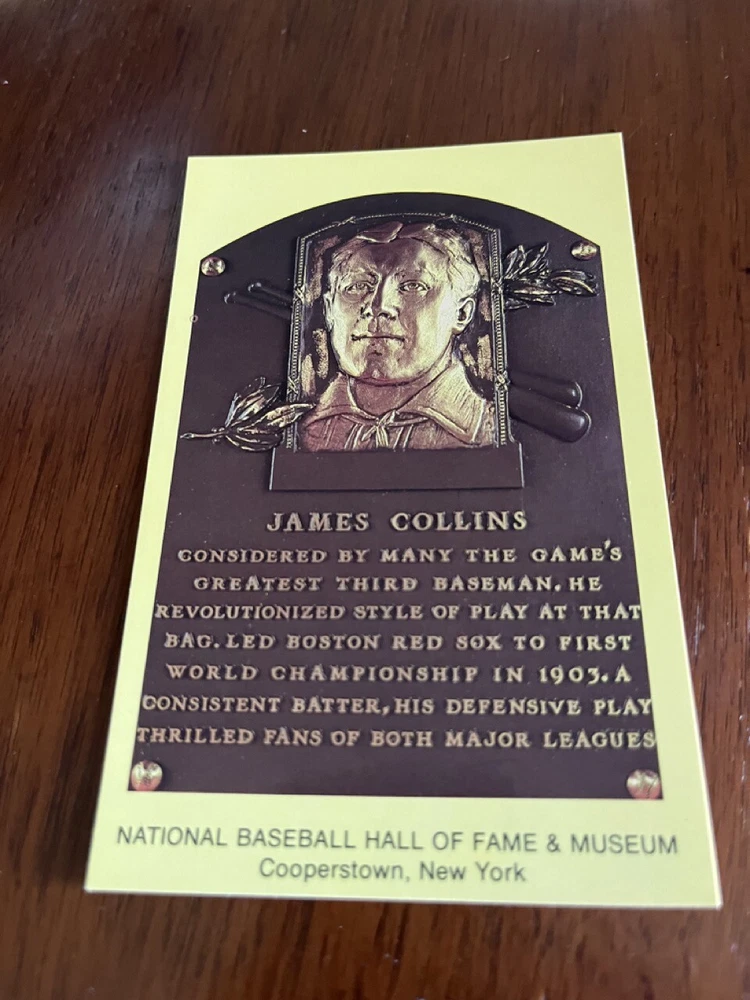 JAMES COLLINS
CONSIDERED BY MANY THE GAME'S
GREATEST THIRD BASEMAN. HE
REVOLUTIONIZED STYLE OF PLAY AT THAT
BAG. LED BOSTON RED SOX TO FIRST
WORLD CHAMPIONSHIP IN 1903. A
CONSISTENT BATTER, HIS DEFENSIVE PLAY
THRILLED FANS OF BOTH MAJOR LEAGUES
NATIONAL BASEBALL HALL OF FAME & MUSEUM
Cooperstown, New York